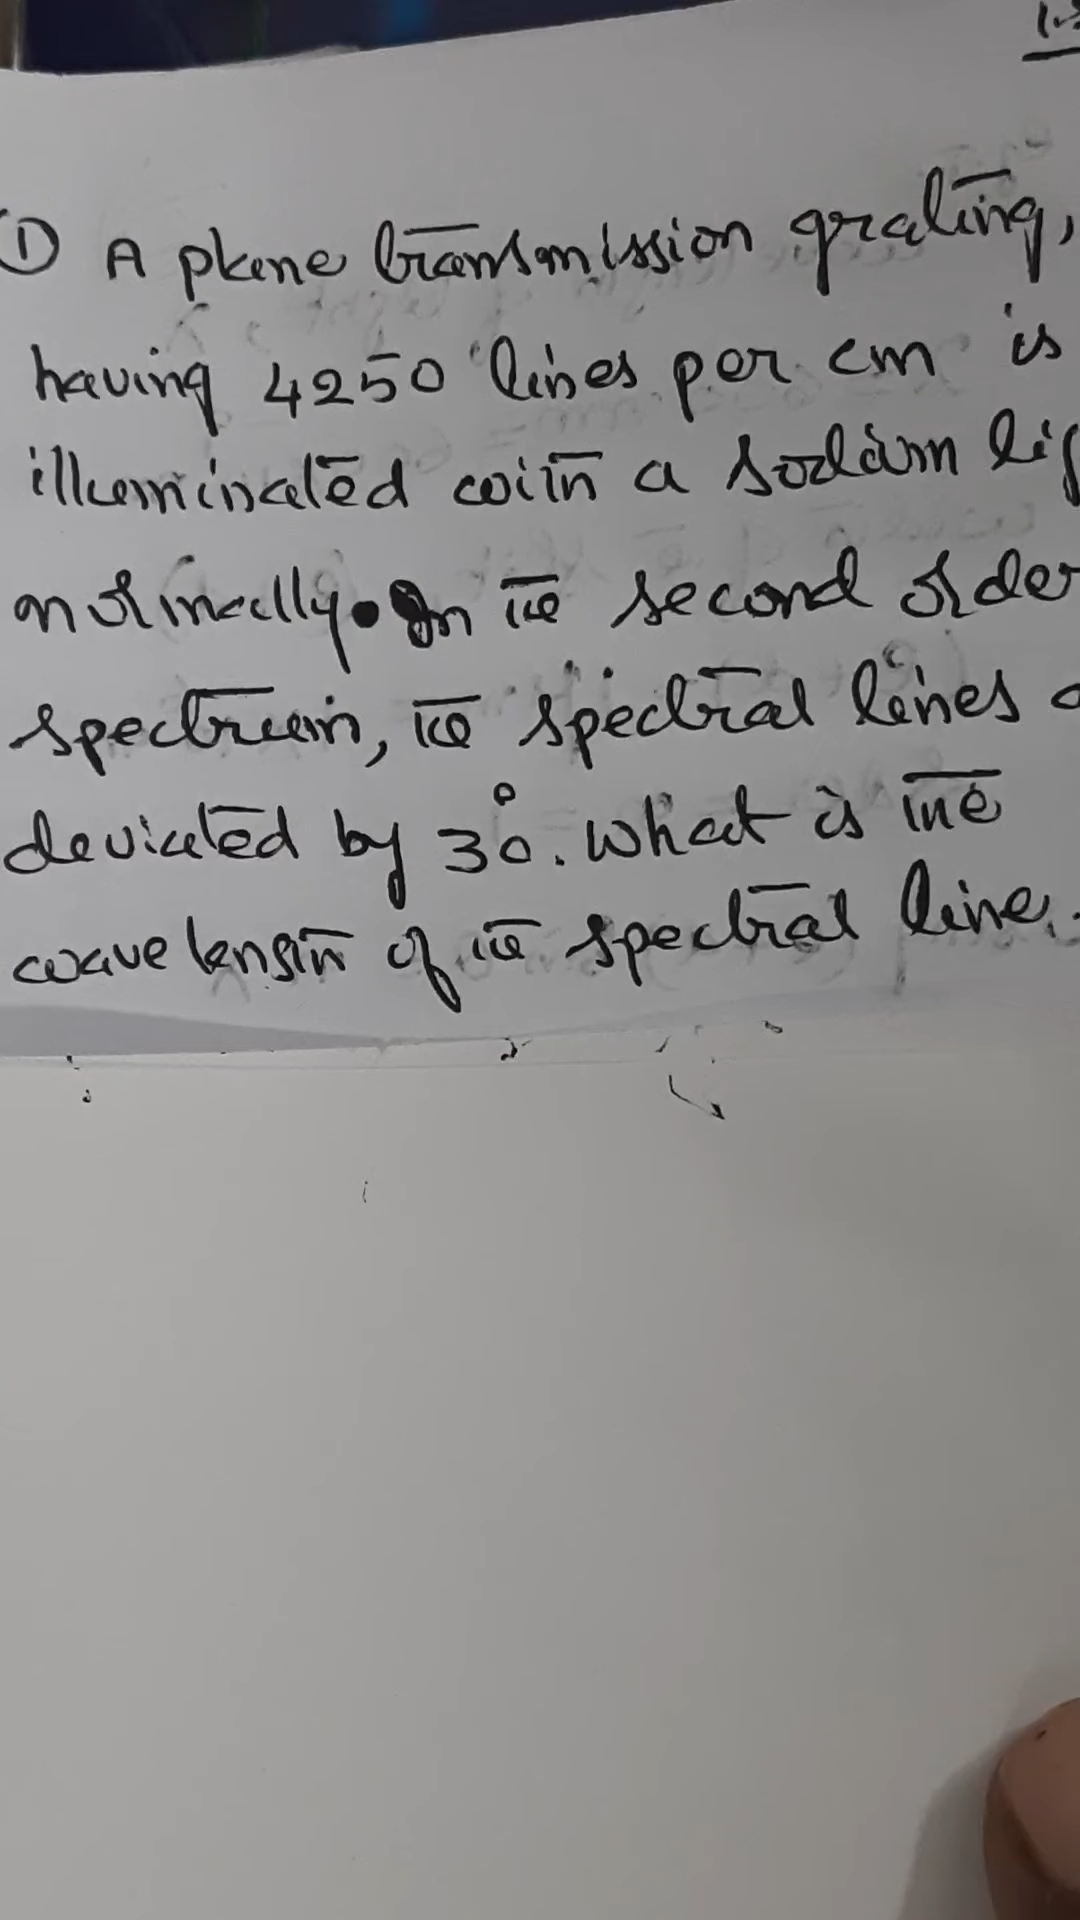 ① A plane transmission grating,
having 4250 lines per cm is
illuminated with a sodium
normally. In the second order
spectrum, the spectral lines
deviated by 30°. What is the
wavelength of the spectral line.